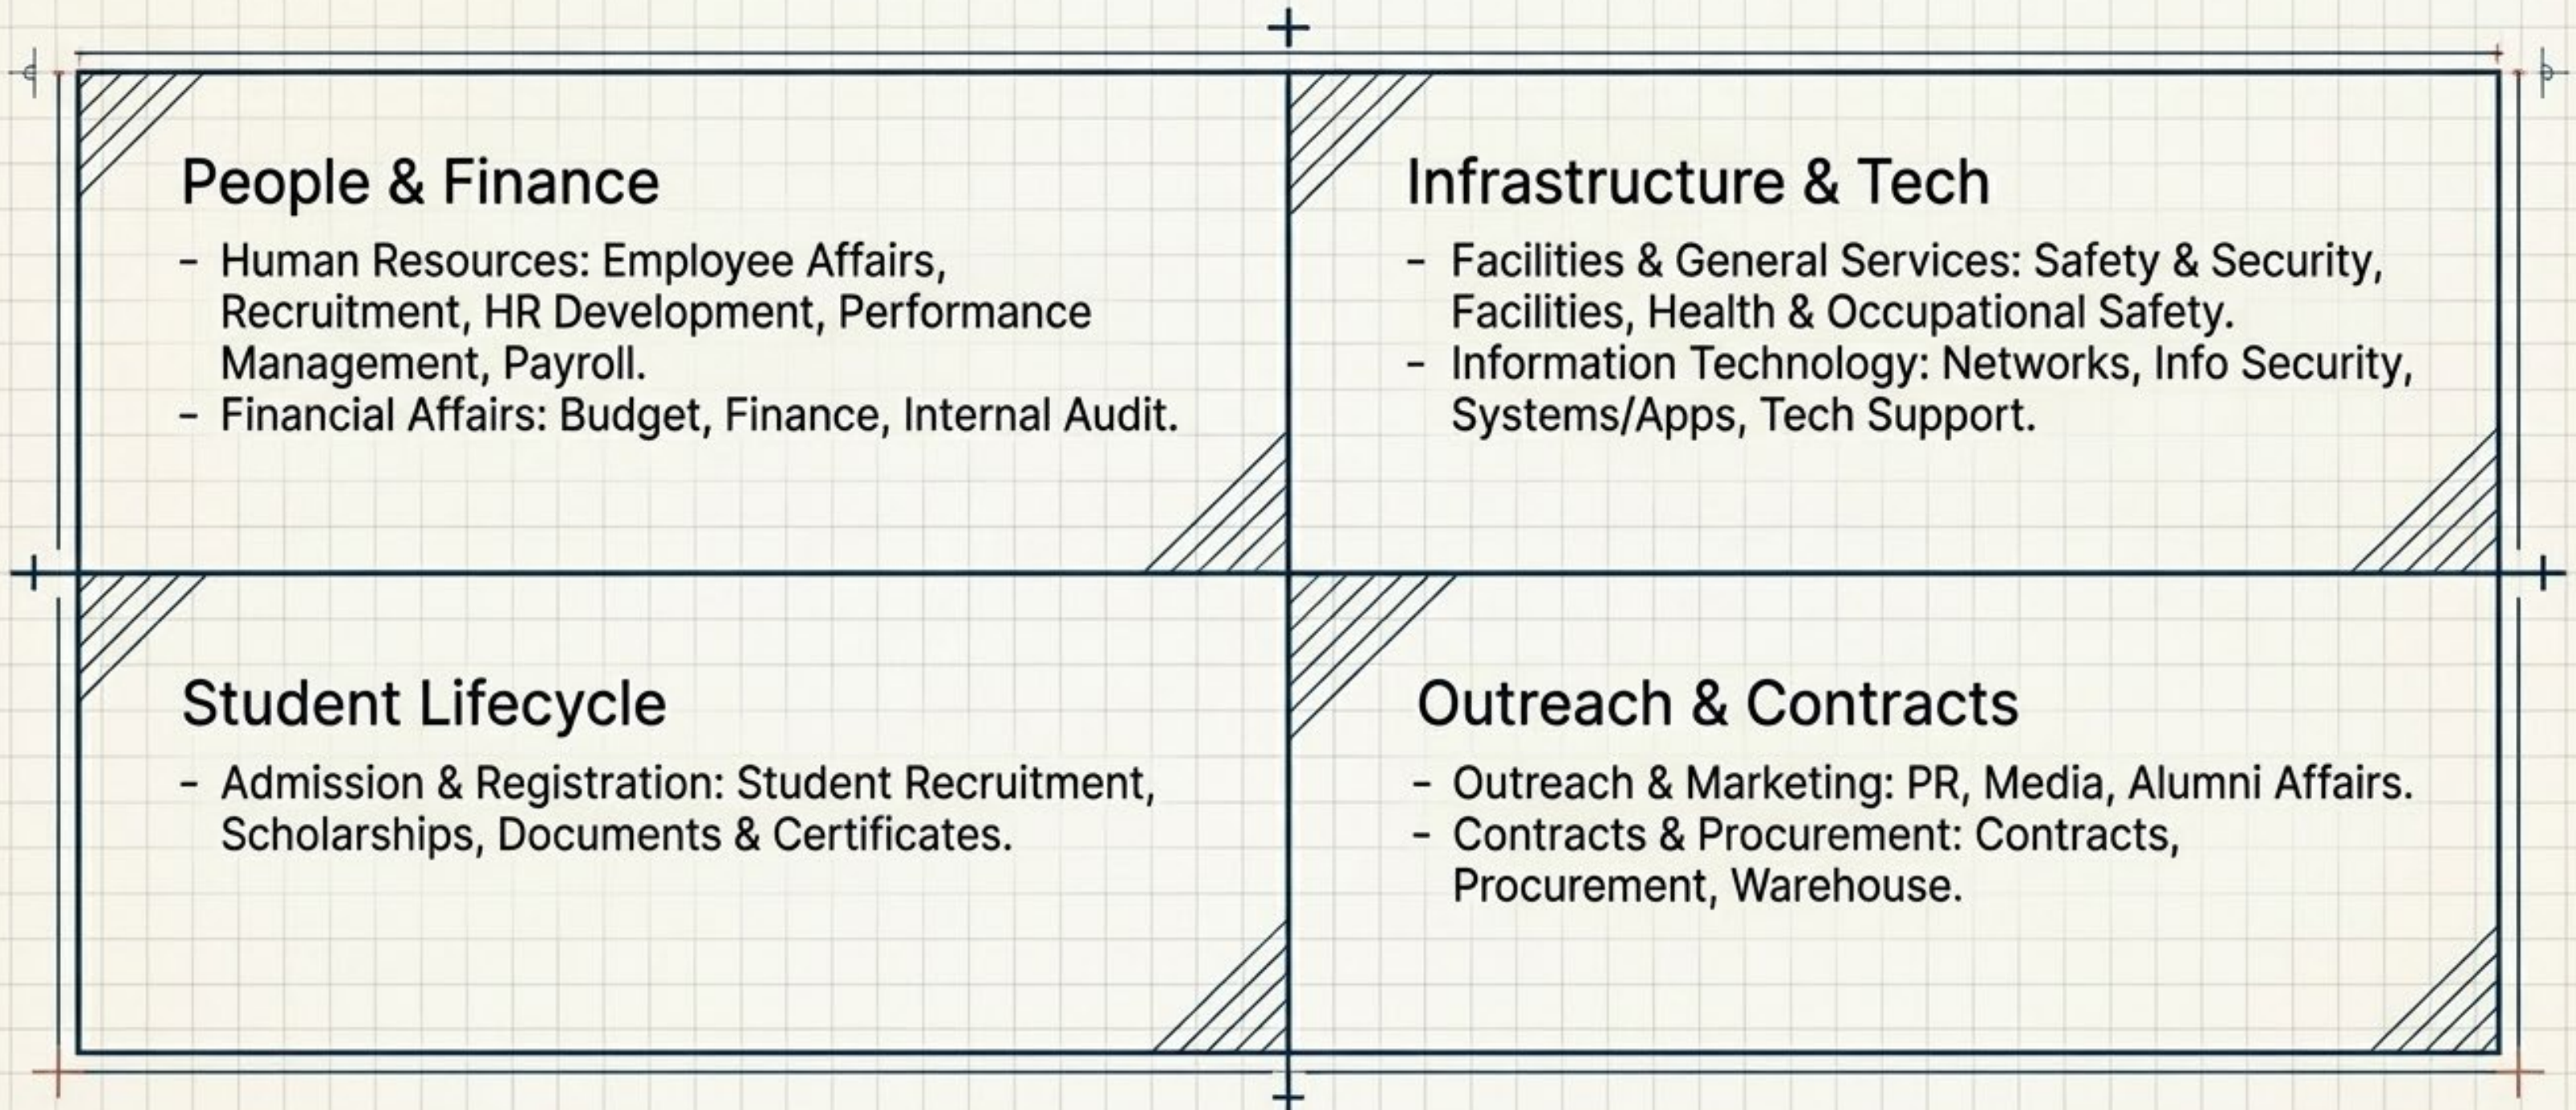 People & Finance
– Human Resources: Employee Affairs,
Recruitment, HR Development, Performance
Management, Payroll.
– Financial Affairs: Budget, Finance, Internal Audit.
Infrastructure & Tech
– Facilities & General Services: Safety & Security,
Facilities, Health & Occupational Safety.
– Information Technology: Networks, Info Security,
Systems/Apps, Tech Support.
Student Lifecycle
– Admission & Registration: Student Recruitment,
Scholarships, Documents & Certificates.
Outreach & Contracts
– Outreach & Marketing: PR, Media, Alumni Affairs.
– Contracts & Procurement: Contracts,
Procurement, Warehouse.